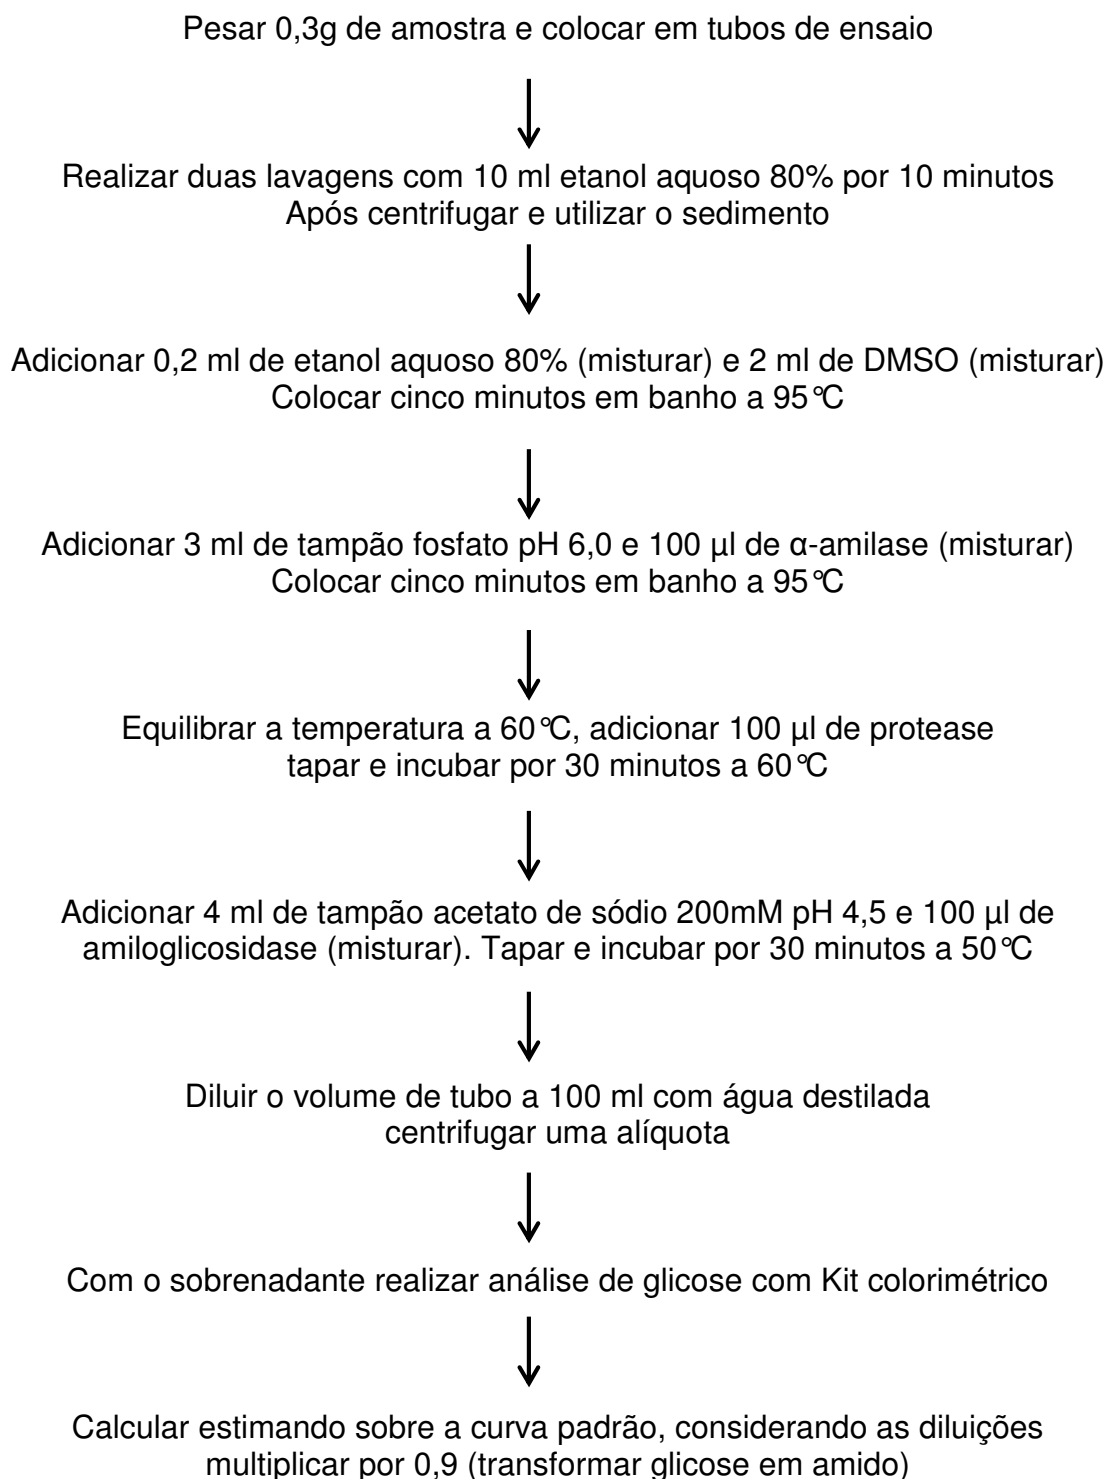 Pesar 0,3g de amostra e colocar em tubos de ensaio
Realizar duas lavagens com 10 ml etanol aquoso 80% por 10 minutos
Após centrifugar e utilizar o sedimento
Adicionar 0,2 ml de etanol aquoso 80% (misturar) e 2 ml de DMSO (misturar)
Colocar cinco minutos em banho a 95°C
Adicionar 3 ml de tampão fosfato pH 6,0 e 100 µl de α-amilase (misturar)
Colocar cinco minutos em banho a 95°C
Equilibrar a temperatura a 60°C, adicionar 100 µl de protease
tapar e incubar por 30 minutos a 60°C
Adicionar 4 ml de tampão acetato de sódio 200mM pH 4,5 e 100 µl de
amiloglicosidase (misturar). Tapar e incubar por 30 minutos a 50°C
Diluir o volume de tubo a 100 ml com água destilada
centrifugar uma alíquota
Com o sobrenadante realizar análise de glicose com Kit colorimétrico
Calcular estimando sobre a curva padrão, considerando as diluições
multiplicar por 0,9 (transformar glicose em amido)